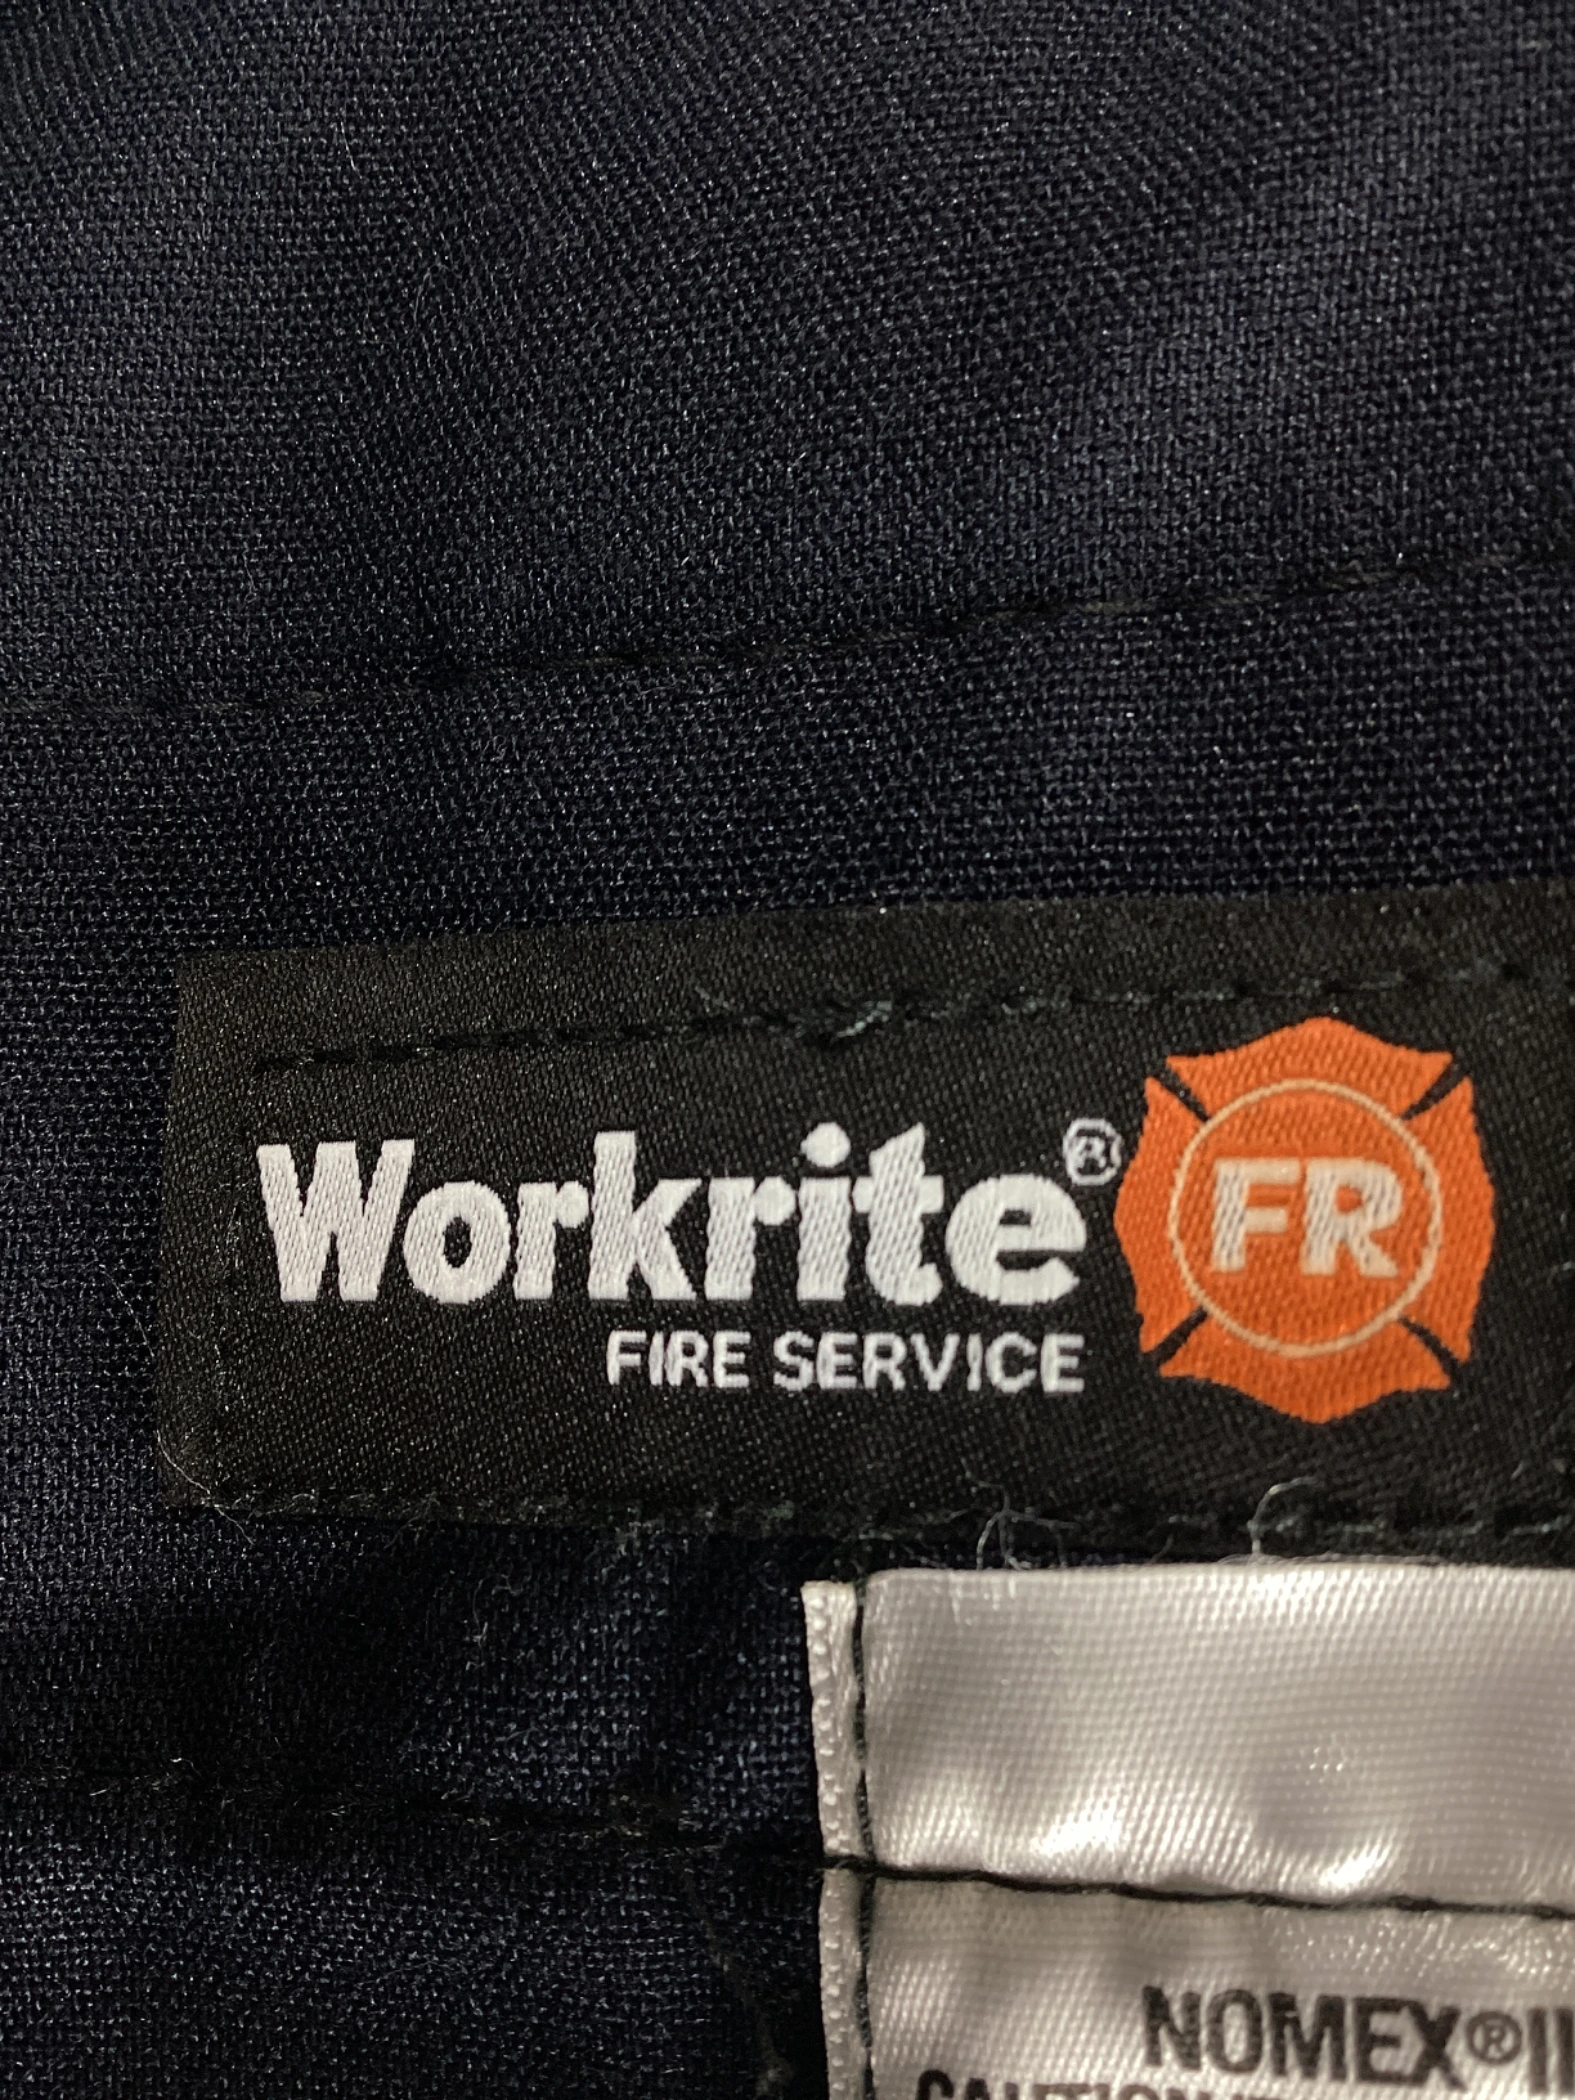 Workrite®
FIRE SERVICE
FR
NOMEX®